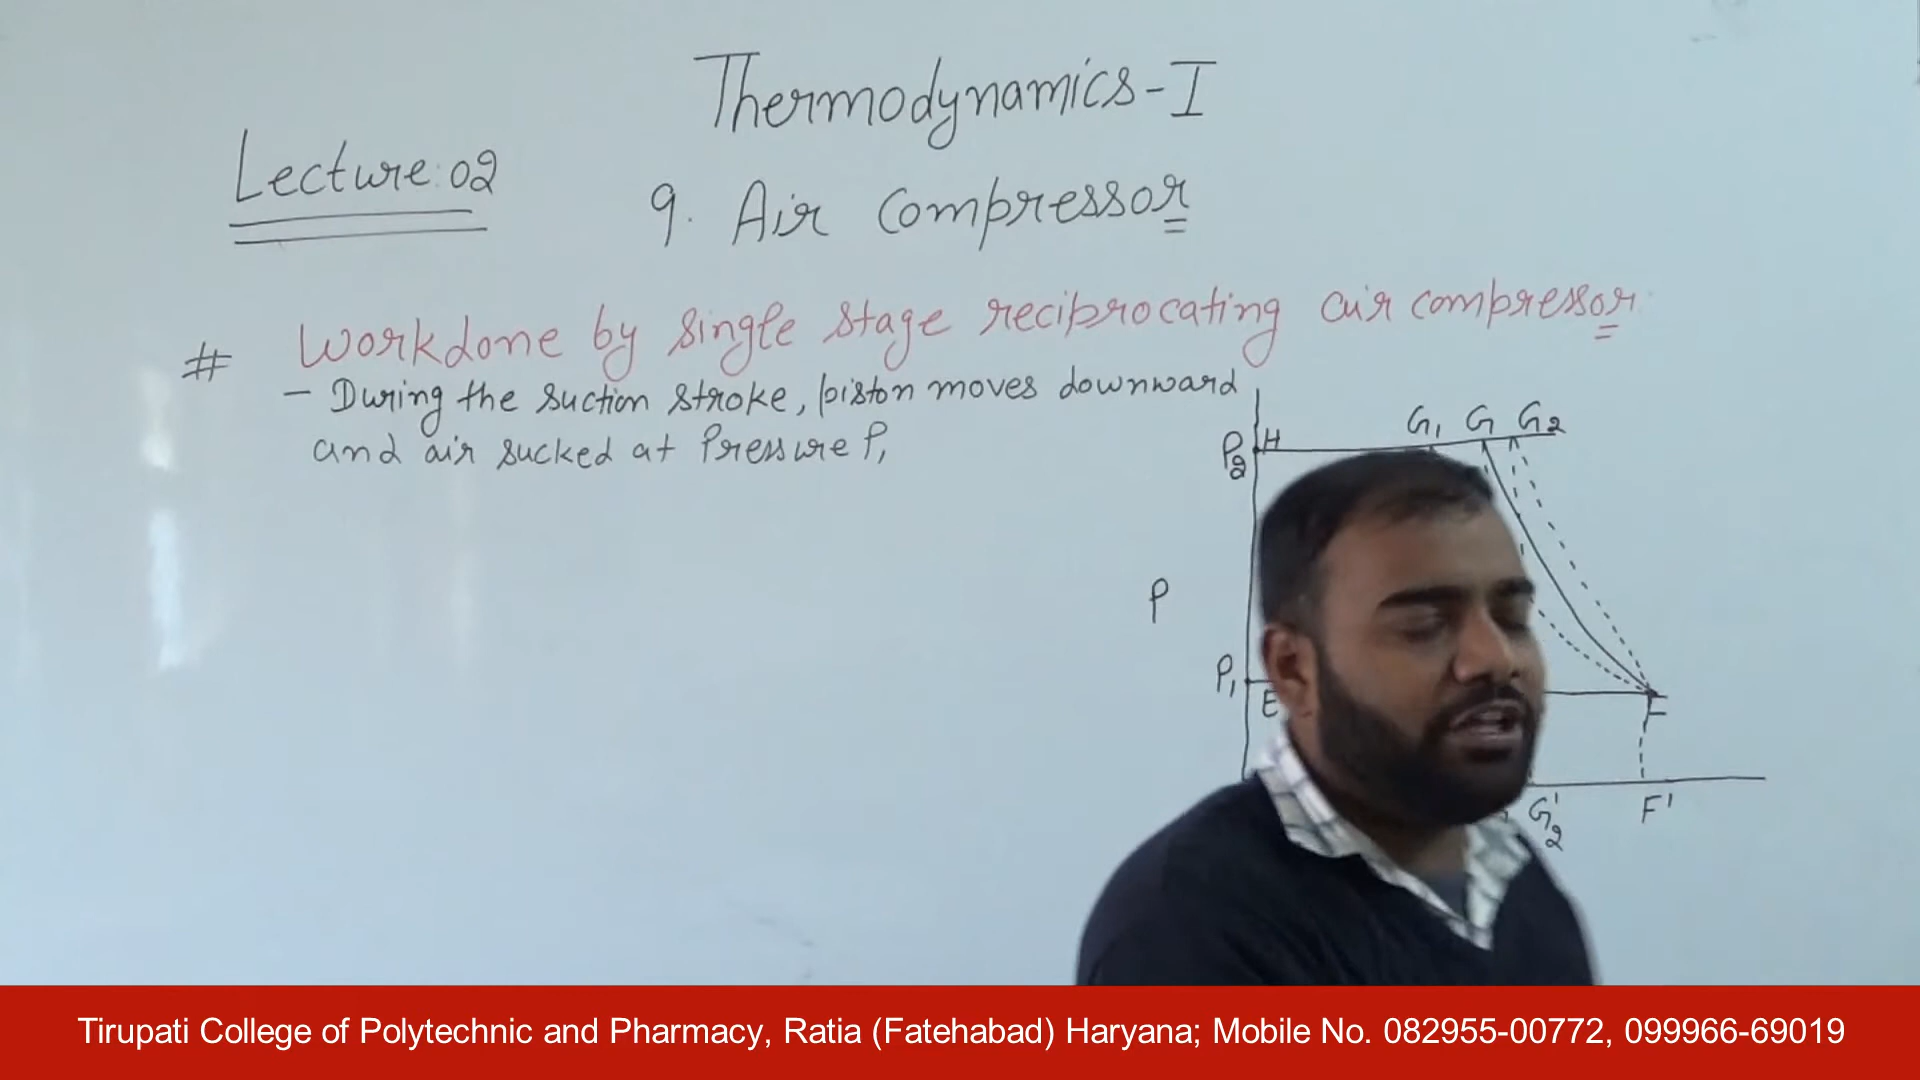 Thermodynamics-I
Lecture:02
9. Air compressor
# Workdone by single stage reciprocating air compressor
- During the suction stroke, piston moves downward
and air sucked at Pressure P1
P2 H G1 G G2
P
P1 E F
G2' F'
Tirupati College of Polytechnic and Pharmacy, Ratia (Fatehabad) Haryana; Mobile No. 082955-00772, 099966-69019